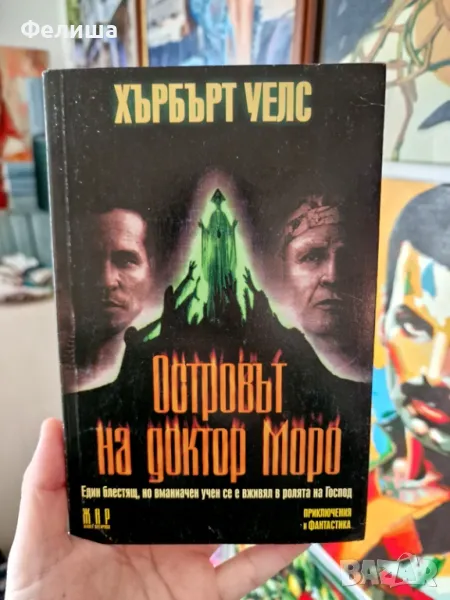 Фелиша
ХЪРБЪРТ УЕЛС
Островът
на доктор Моро
Един блестящ, но вманиачен учен се е вживял в ролята на Господ
Ж А Р
ПРИКЛЮЧЕНИЯ
и ФАНТАСТИКА
BAZAR